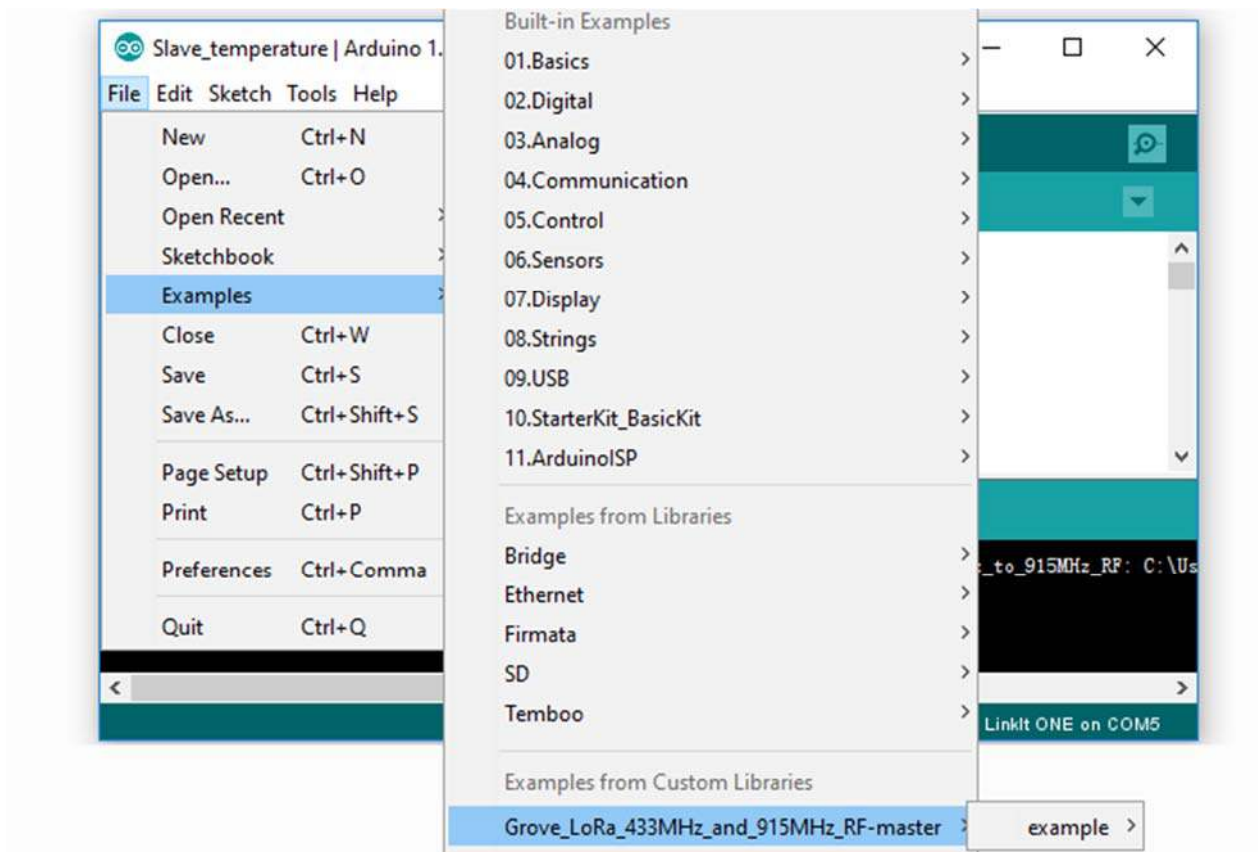 Slave_temperature | Arduino 1.
File Edit Sketch Tools Help
New Ctrl+N
Open... Ctrl+O
Open Recent
Sketchbook
Examples
Close Ctrl+W
Save Ctrl+S
Save As... Ctrl+Shift+S
Page Setup Ctrl+Shift+P
Print Ctrl+P
Preferences Ctrl+Comma
Quit Ctrl+Q
Built-in Examples
01.Basics
02.Digital
03.Analog
04.Communication
05.Control
06.Sensors
07.Display
08.Strings
09.USB
10.StarterKit_BasicKit
11.ArduinoISP
Examples from Libraries
Bridge
Ethernet
Firmata
SD
Temboo
Examples from Custom Libraries
Grove_LoRa_433MHz_and_915MHz_RF-master
example
_to_915MHz_RF: C:\Us
LinkIt ONE on COM5